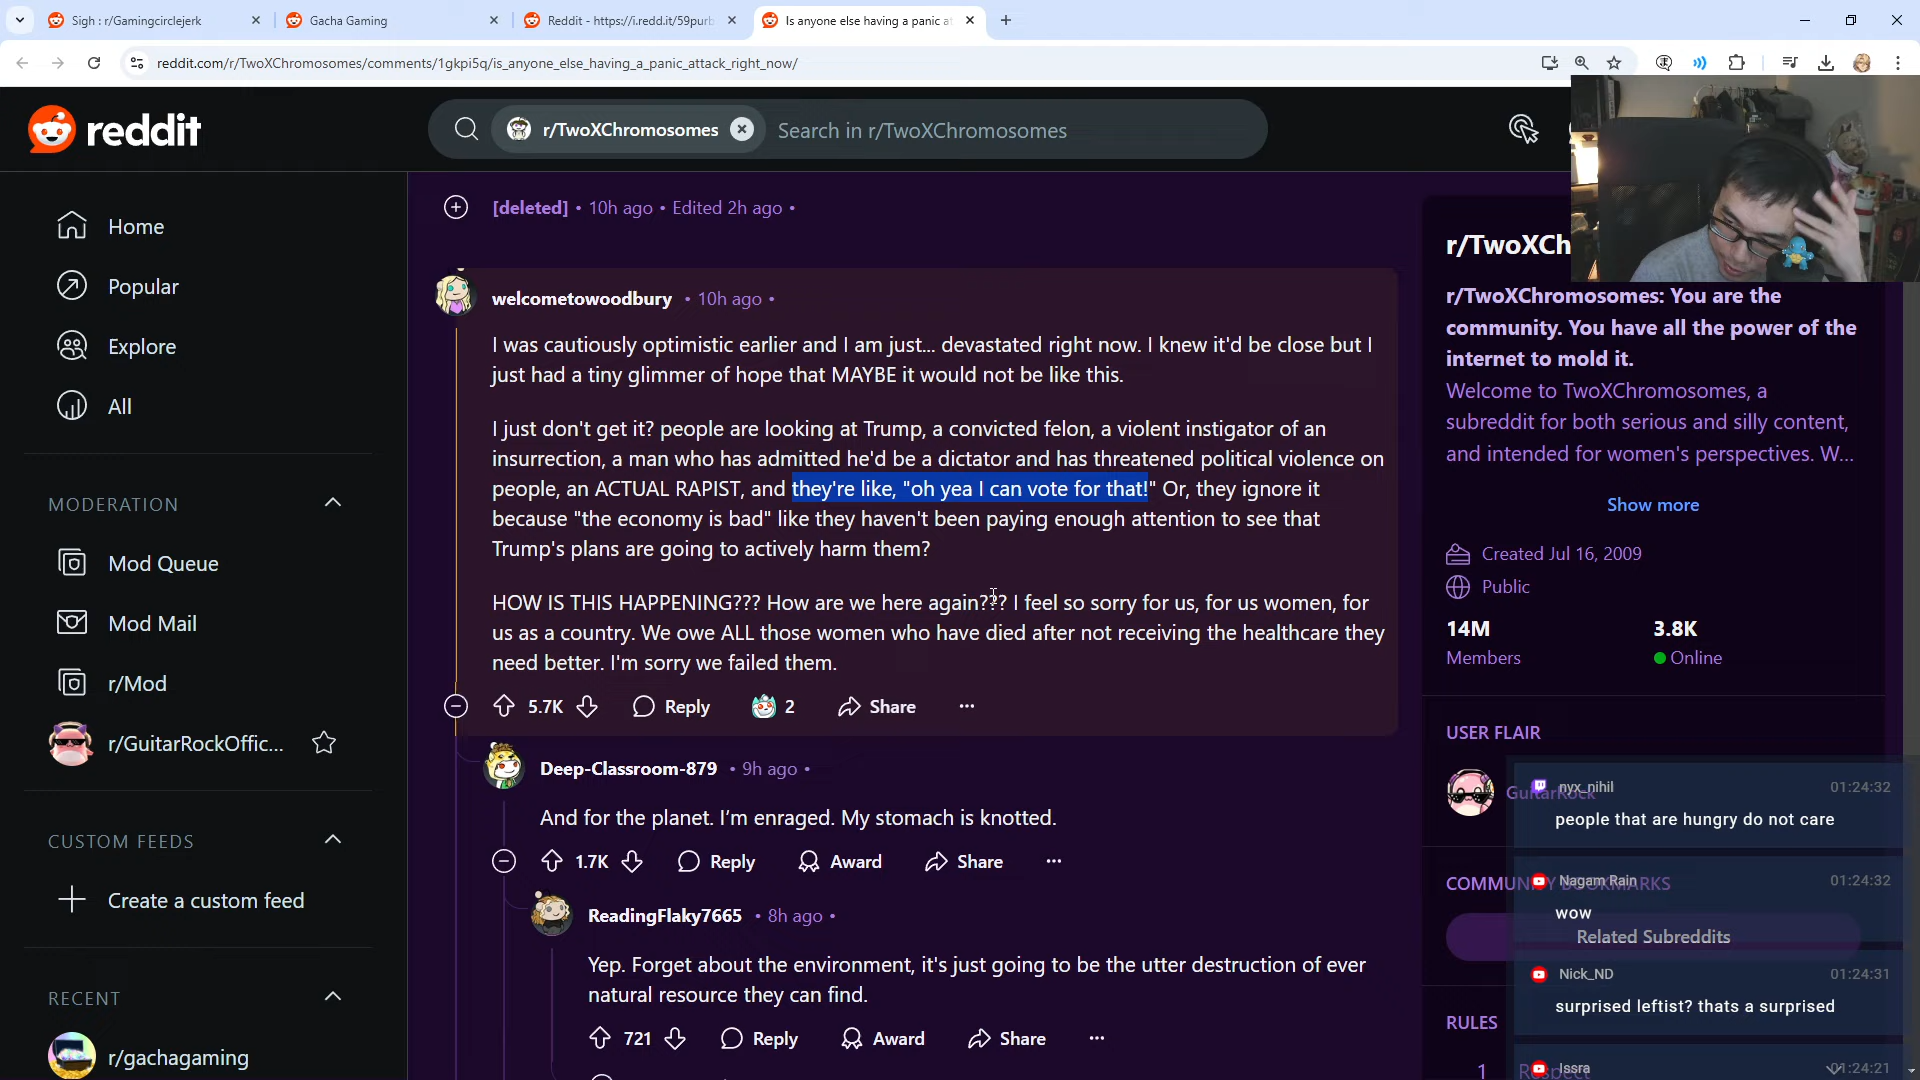 Sigh : r/Gamingcirclejerk
Gacha Gaming
Reddit - https://i.redd.it/59purb
Is anyone else having a panic at
reddit.com/r/TwoXChromosomes/comments/1gkpi5q/is_anyone_else_having_a_panic_attack_right_now/
reddit
r/TwoXChromosomes
Search in r/TwoXChromosomes
Home
Popular
Explore
All
MODERATION
Mod Queue
Mod Mail
r/Mod
r/GuitarRockOffic...
CUSTOM FEEDS
Create a custom feed
RECENT
r/gachagaming
[deleted] • 10h ago • Edited 2h ago •
welcometowoodbury • 10h ago •
I was cautiously optimistic earlier and I am just... devastated right now. I knew it'd be close but I
just had a tiny glimmer of hope that MAYBE it would not be like this.
I just don't get it? people are looking at Trump, a convicted felon, a violent instigator of an
insurrection, a man who has admitted he'd be a dictator and has threatened political violence on
people, an ACTUAL RAPIST, and they're like, "oh yea I can vote for that!" Or, they ignore it
because "the economy is bad" like they haven't been paying enough attention to see that
Trump's plans are going to actively harm them?
HOW IS THIS HAPPENING??? How are we here again??? I feel so sorry for us, for us women, for
us as a country. We owe ALL those women who have died after not receiving the healthcare they
need better. I'm sorry we failed them.
5.7K Reply 2 Share
Deep-Classroom-879 • 9h ago •
And for the planet. I’m enraged. My stomach is knotted.
1.7K Reply Award Share
ReadingFlaky7665 • 8h ago •
Yep. Forget about the environment, it's just going to be the utter destruction of ever
natural resource they can find.
721 Reply Award Share
r/TwoXCh
r/TwoXChromosomes: You are the
community. You have all the power of the
internet to mold it.
Welcome to TwoXChromosomes, a
subreddit for both serious and silly content,
and intended for women's perspectives. W...
Show more
Created Jul 16, 2009
Public
14M
Members
3.8K
Online
USER FLAIR
GuitarRock
nyx_nihil 01:24:32
people that are hungry do not care
COMMUNITY BOOKMARKS
Nagam Rain 01:24:32
wow
Related Subreddits
Nick_ND 01:24:31
surprised leftist? thats a surprised
RULES
1 Respect
Issra 01:24:21